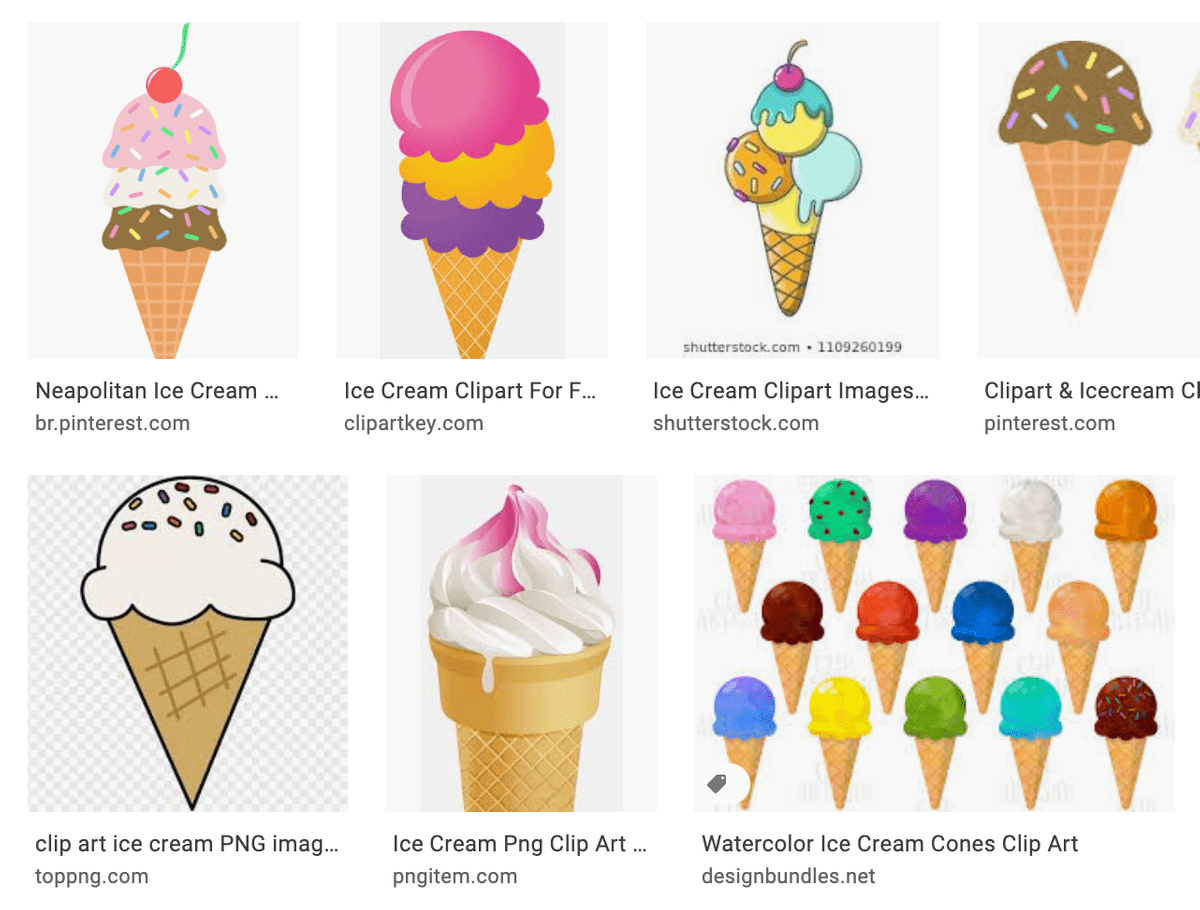 shutterstock.com • 1109260199
Neapolitan Ice Cream ...
br.pinterest.com
Ice Cream Clipart For F...
clipartkey.com
Ice Cream Clipart Images...
shutterstock.com
Clipart & Icecream Cl
pinterest.com
clip art ice cream PNG imag...
toppng.com
Ice Cream Png Clip Art ...
pngitem.com
Watercolor Ice Cream Cones Clip Art
designbundles.net